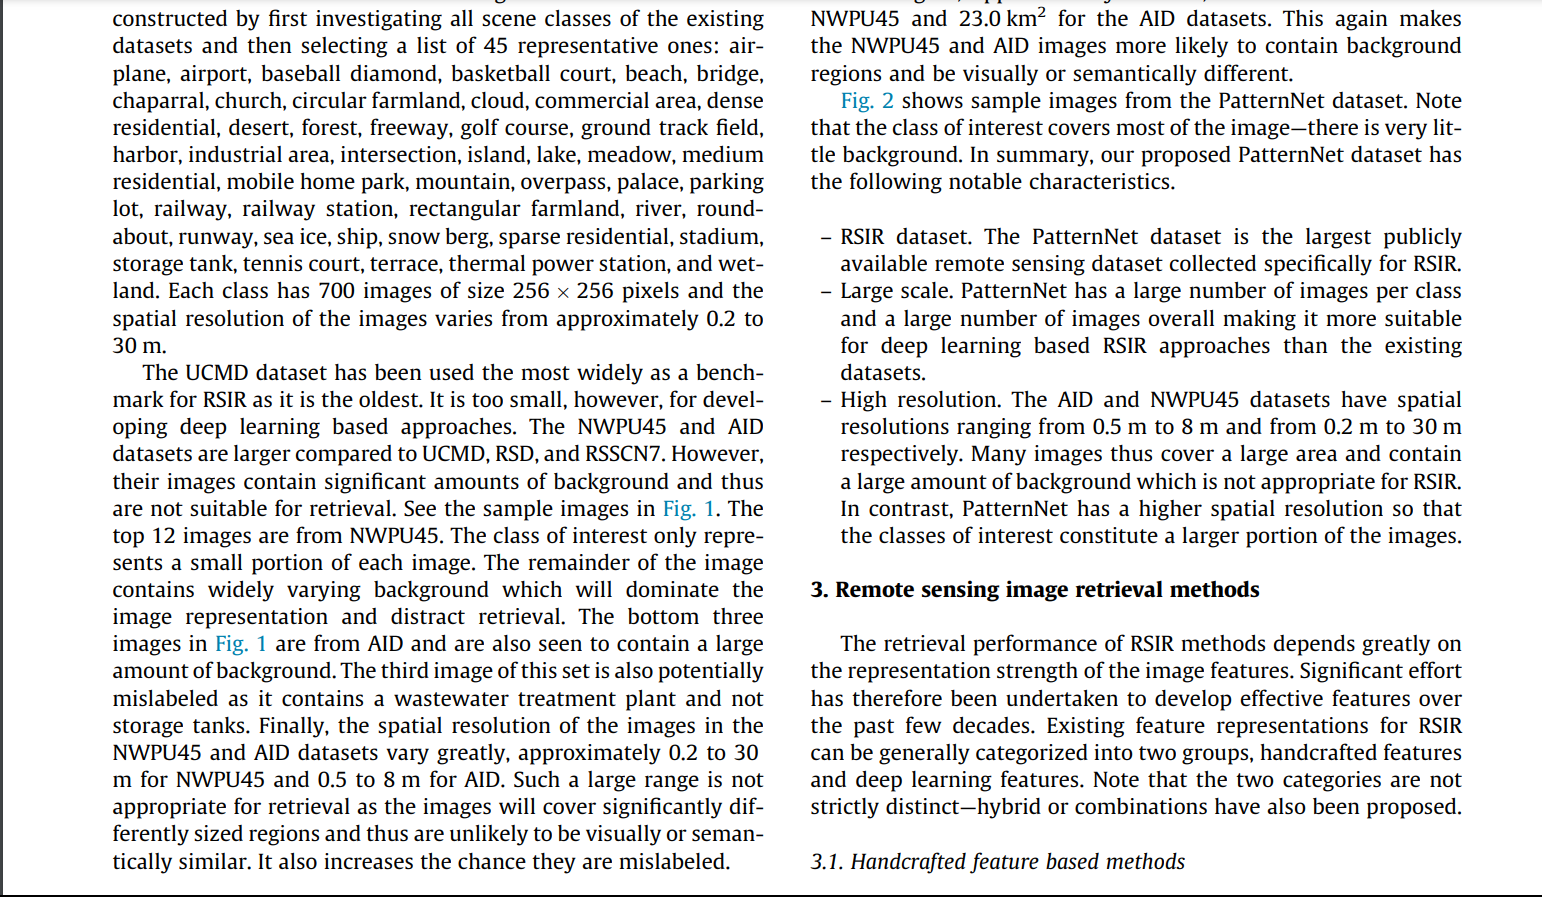 constructed by first investigating all scene classes of the existing
datasets and then selecting a list of 45 representative ones: air-
plane, airport, baseball diamond, basketball court, beach, bridge,
chaparral, church, circular farmland, cloud, commercial area, dense
residential, desert, forest, freeway, golf course, ground track field,
harbor, industrial area, intersection, island, lake, meadow, medium
residential, mobile home park, mountain, overpass, palace, parking
lot, railway, railway station, rectangular farmland, river, round-
about, runway, sea ice, ship, snow berg, sparse residential, stadium,
storage tank, tennis court, terrace, thermal power station, and wet-
land. Each class has 700 images of size 256 × 256 pixels and the
spatial resolution of the images varies from approximately 0.2 to
30 m.
The UCMD dataset has been used the most widely as a bench-
mark for RSIR as it is the oldest. It is too small, however, for devel-
oping deep learning based approaches. The NWPU45 and AID
datasets are larger compared to UCMD, RSD, and RSSCN7. However,
their images contain significant amounts of background and thus
are not suitable for retrieval. See the sample images in Fig. 1. The
top 12 images are from NWPU45. The class of interest only repre-
sents a small portion of each image. The remainder of the image
contains widely varying background which will dominate the
image representation and distract retrieval. The bottom three
images in Fig. 1 are from AID and are also seen to contain a large
amount of background. The third image of this set is also potentially
mislabeled as it contains a wastewater treatment plant and not
storage tanks. Finally, the spatial resolution of the images in the
NWPU45 and AID datasets vary greatly, approximately 0.2 to 30
m for NWPU45 and 0.5 to 8 m for AID. Such a large range is not
appropriate for retrieval as the images will cover significantly dif-
ferently sized regions and thus are unlikely to be visually or seman-
tically similar. It also increases the chance they are mislabeled.
NWPU45 and 23.0 km² for the AID datasets. This again makes
the NWPU45 and AID images more likely to contain background
regions and be visually or semantically different.
Fig. 2 shows sample images from the PatternNet dataset. Note
that the class of interest covers most of the image—there is very lit-
tle background. In summary, our proposed PatternNet dataset has
the following notable characteristics.
– RSIR dataset. The PatternNet dataset is the largest publicly
available remote sensing dataset collected specifically for RSIR.
– Large scale. PatternNet has a large number of images per class
and a large number of images overall making it more suitable
for deep learning based RSIR approaches than the existing
datasets.
– High resolution. The AID and NWPU45 datasets have spatial
resolutions ranging from 0.5 m to 8 m and from 0.2 m to 30 m
respectively. Many images thus cover a large area and contain
a large amount of background which is not appropriate for RSIR.
In contrast, PatternNet has a higher spatial resolution so that
the classes of interest constitute a larger portion of the images.
3. Remote sensing image retrieval methods
The retrieval performance of RSIR methods depends greatly on
the representation strength of the image features. Significant effort
has therefore been undertaken to develop effective features over
the past few decades. Existing feature representations for RSIR
can be generally categorized into two groups, handcrafted features
and deep learning features. Note that the two categories are not
strictly distinct—hybrid or combinations have also been proposed.
3.1. Handcrafted feature based methods